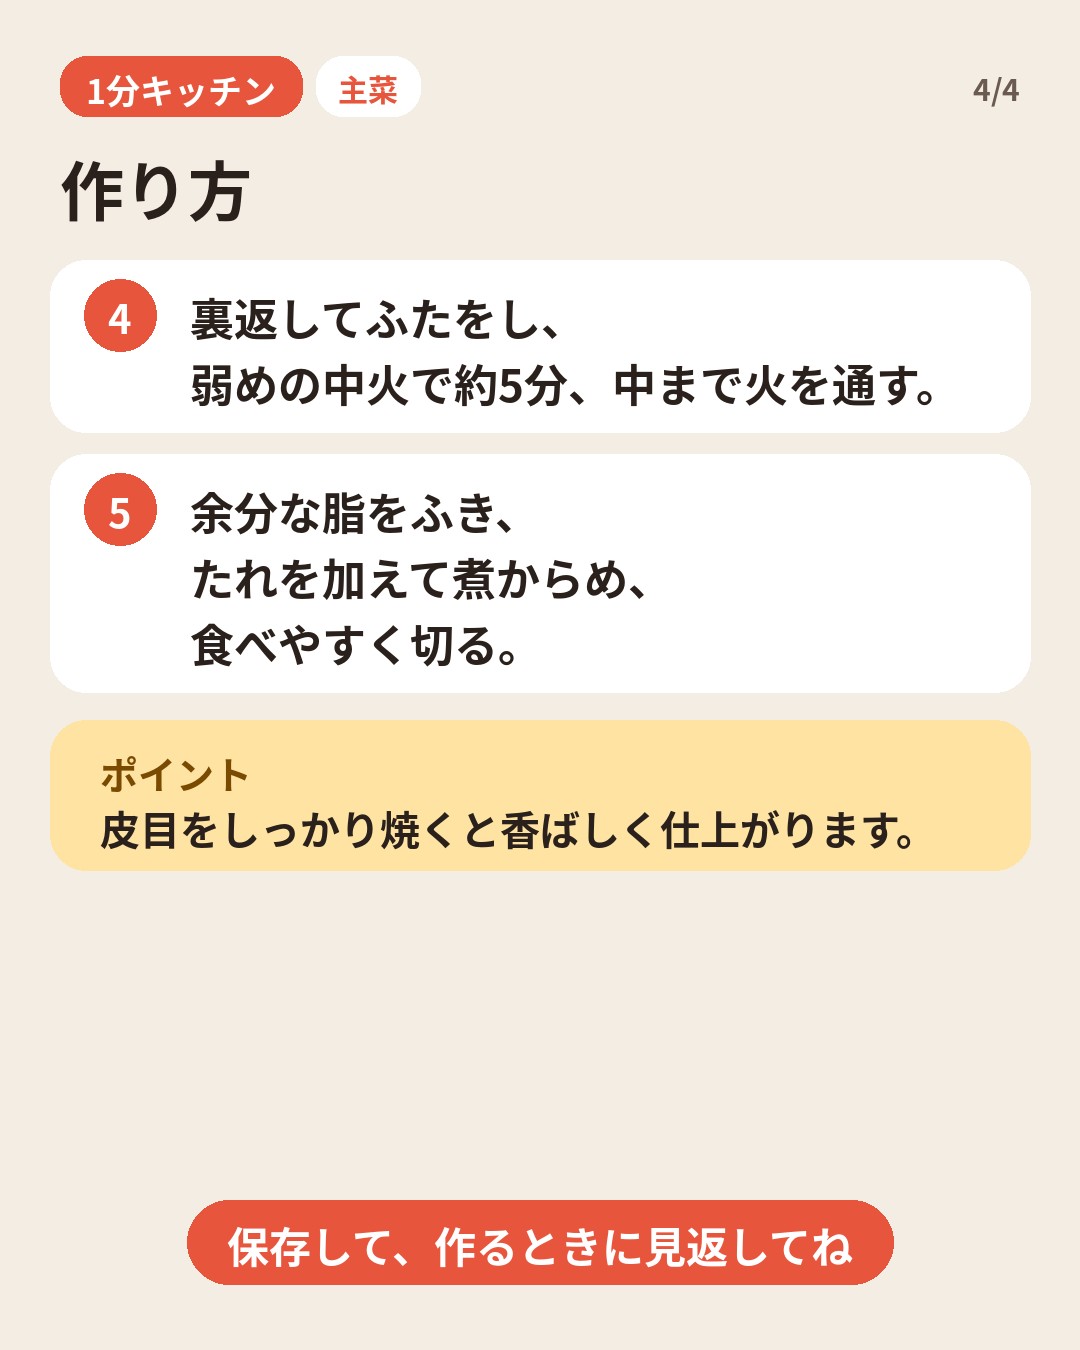 1分キッチン 主菜 4/4
作り方
4 裏返してふたをし、
弱めの中火で約5分、中まで火を通す。
5 余分な脂をふき、
たれを加えて煮からめ、
食べやすく切る。
ポイント
皮目をしっかり焼くと香ばしく仕上がります。
保存して、作るときに見返してね